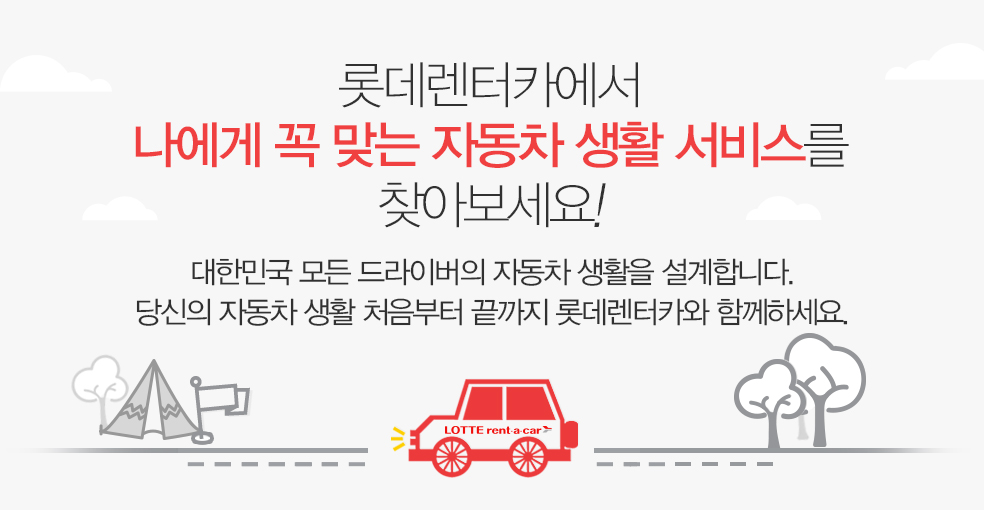 롯데렌터카에서
나에게 꼭 맞는 자동차 생활 서비스를
찾아보세요!
대한민국 모든 드라이버의 자동차 생활을 설계합니다.
당신의 자동차 생활 처음부터 끝까지 롯데렌터카와 함께하세요.
LOTTE rent-a-car